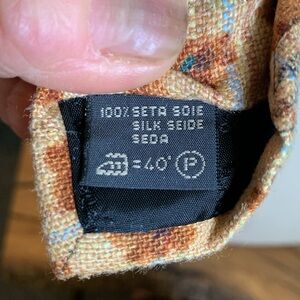 100% SETA SOIE
SILK SEIDE
SEDA
= 40° P